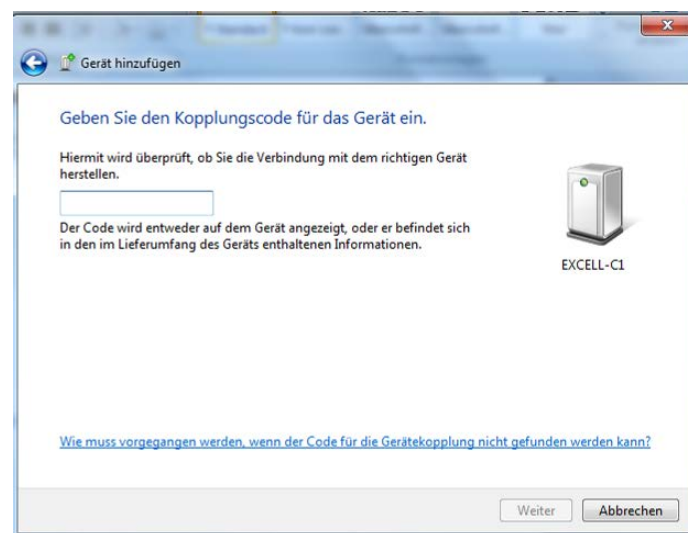 Gerät hinzufügen
Geben Sie den Kopplungscode für das Gerät ein.
Hiermit wird überprüft, ob Sie die Verbindung mit dem richtigen Gerät
herstellen.
Der Code wird entweder auf dem Gerät angezeigt, oder er befindet sich
in den im Lieferumfang des Geräts enthaltenen Informationen.
EXCELL-C1
Wie muss vorgegangen werden, wenn der Code für die Gerätekopplung nicht gefunden werden kann?
Weiter Abbrechen